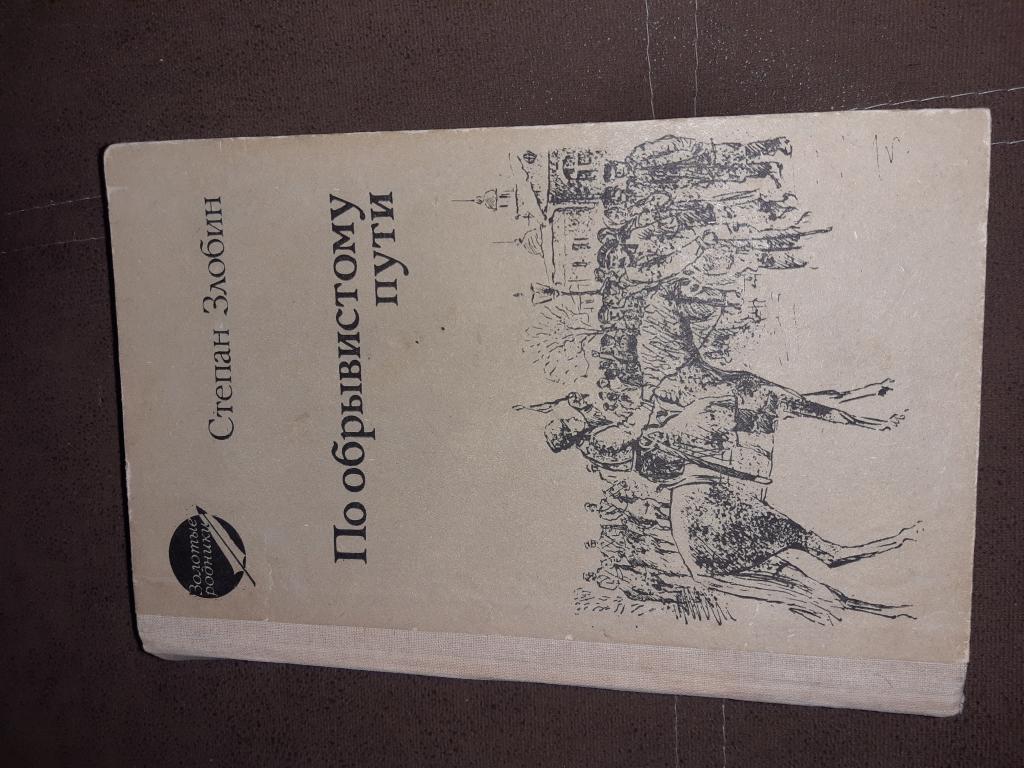 Золотые
родники
Степан Злобин
По обрывистому
пути